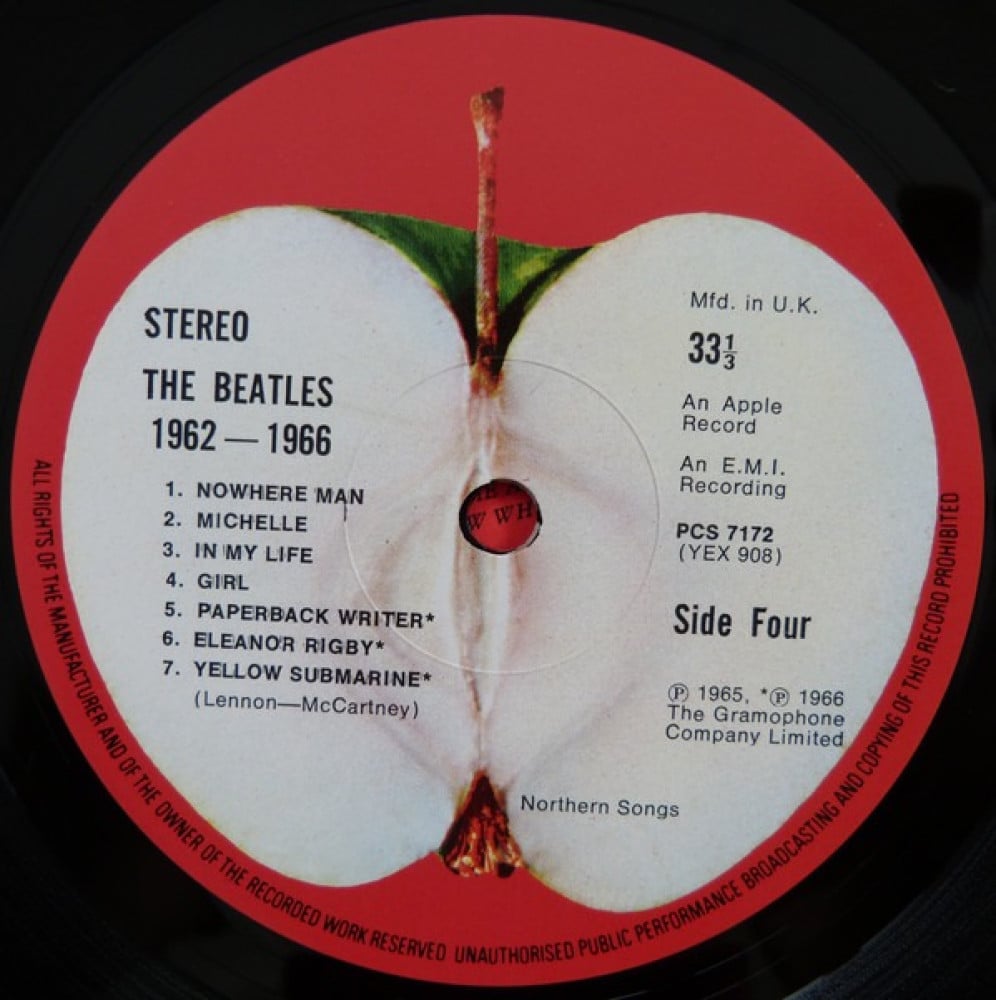 STEREO
THE BEATLES
1962 — 1966
1. NOWHERE MAN
2. MICHELLE
3. IN MY LIFE
4. GIRL
5. PAPERBACK WRITER*
6. ELEANOR RIGBY*
7. YELLOW SUBMARINE*
(Lennon—McCartney)
Mfd. in U.K.
33⅓
An Apple
Record
An E.M.I.
Recording
PCS 7172
(YEX 908)
Side Four
Ⓟ 1965, *Ⓟ 1966
The Gramophone
Company Limited
Northern Songs
ALL RIGHTS OF THE MANUFACTURER AND OF THE OWNER OF THE RECORDED WORK RESERVED UNAUTHORISED PUBLIC PERFORMANCE BROADCASTING AND COPYING OF THIS RECORD PROHIBITED